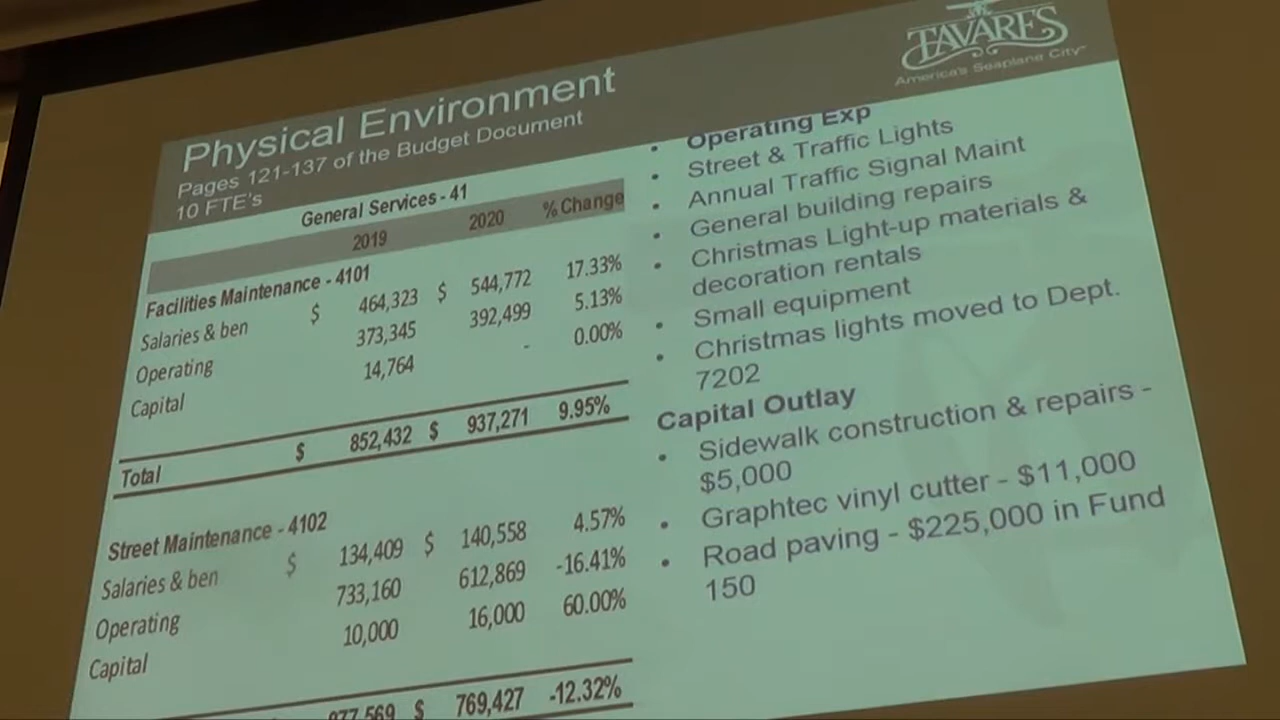 TAVARES
America's Seaplane City
Physical Environment
Pages 121-137 of the Budget Document
10 FTE's
General Services - 41
2019 2020 % Change
Facilities Maintenance - 4101
Salaries & ben $ 464,323 $ 544,772 17.33%
Operating 373,345 392,499 5.13%
Capital 14,764 - 0.00%
Total $ 852,432 $ 937,271 9.95%
Street Maintenance - 4102
Salaries & ben $ 134,409 $ 140,558 4.57%
Operating 733,160 612,869 -16.41%
Capital 10,000 16,000 60.00%
877,569 $ 769,427 -12.32%
• Operating Exp
• Street & Traffic Lights
• Annual Traffic Signal Maint
• General building repairs
• Christmas Light-up materials &
decoration rentals
• Small equipment
• Christmas lights moved to Dept.
7202
Capital Outlay
• Sidewalk construction & repairs -
$5,000
• Graphtec vinyl cutter - $11,000
• Road paving - $225,000 in Fund
150